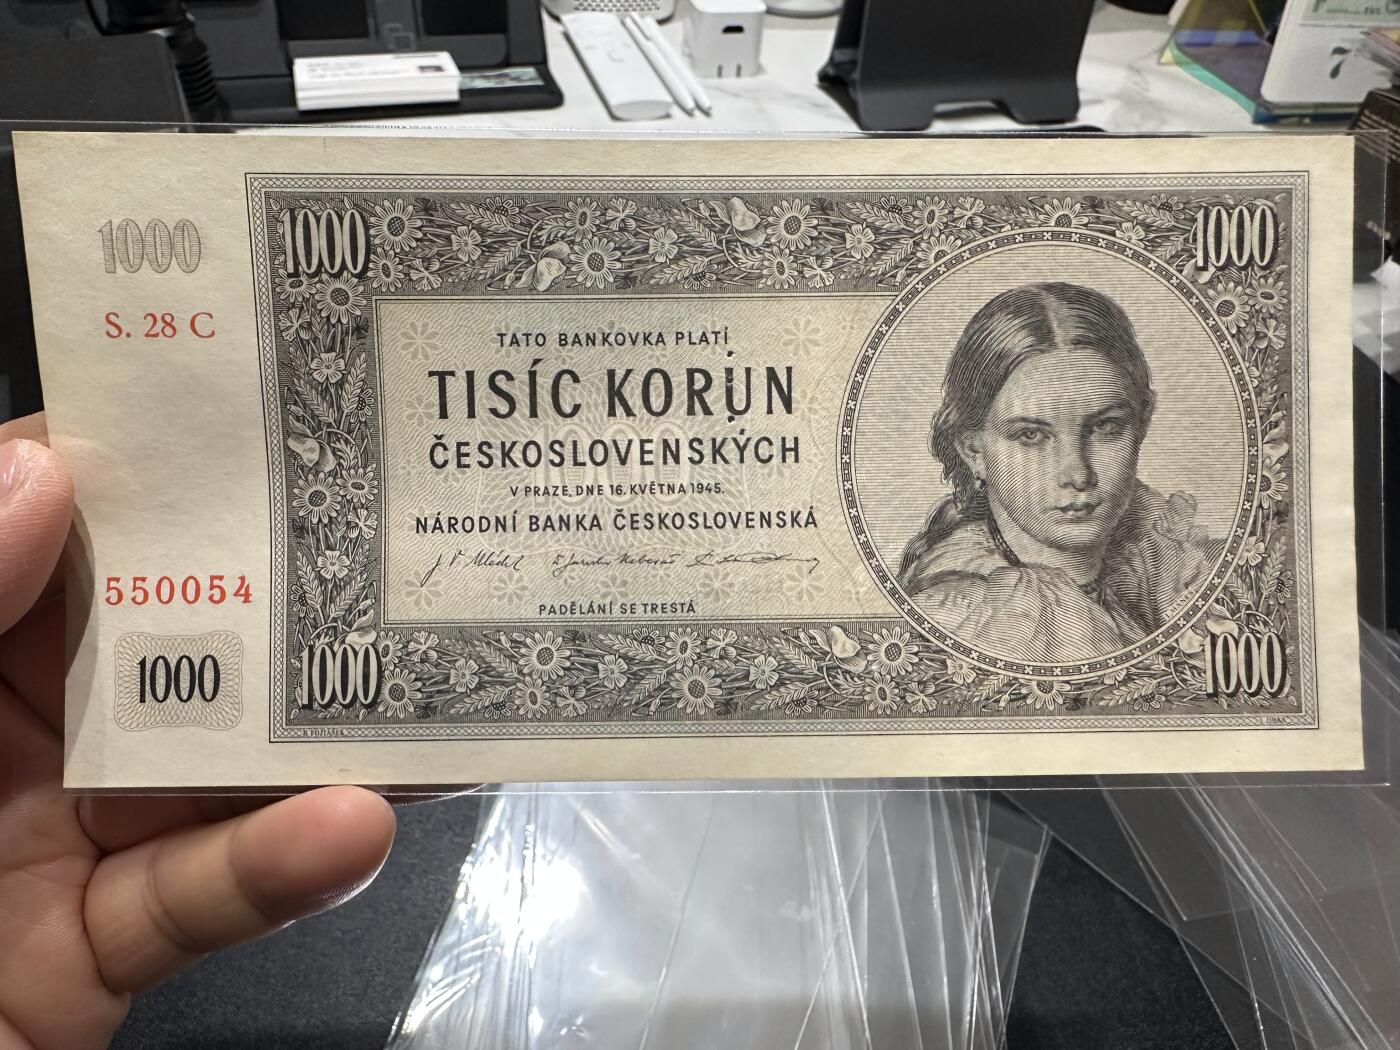 7
1000
1000
1000
S. 28 C
TATO BANKOVKA PLATÍ
TISÍC KORUN
ČESKOSLOVENSKÝCH
V PRAZE, DNE 16. KVĚTNA 1945.
NÁRODNÍ BANKA ČESKOSLOVENSKÁ
550054
PADĚLÁNÍ SE TRESTÁ
1000
1000
1000